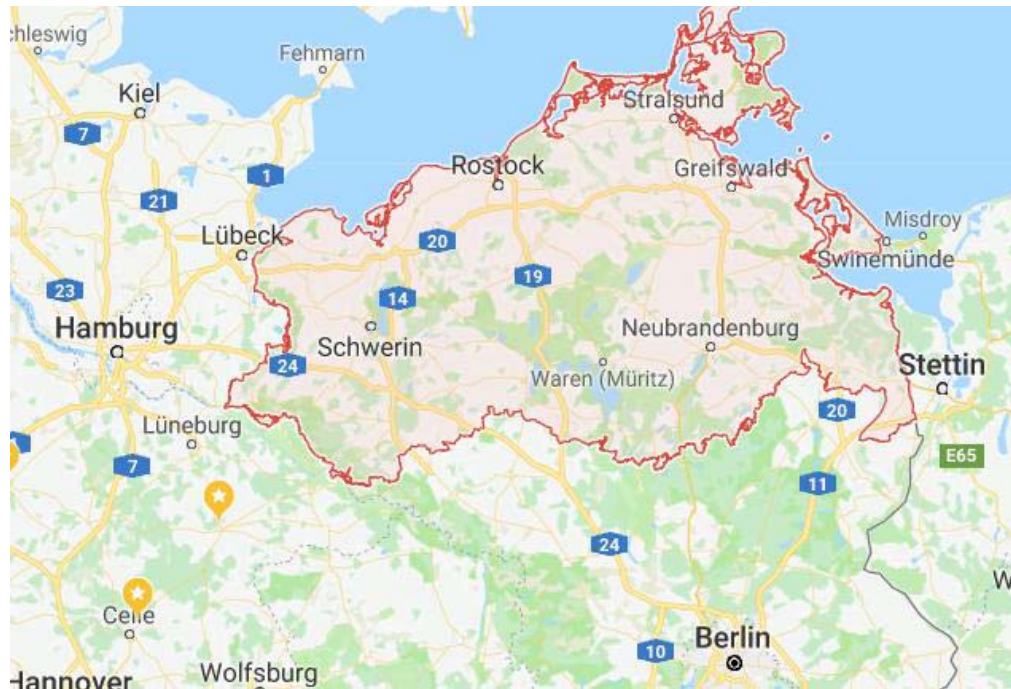 chleswig
Fehmarn
Kiel
7
Stralsund
1
Rostock
Greifswald
21
Misdroy
Lübeck
20
Swinemünde
19
23
14
Hamburg
Neubrandenburg
Schwerin
24
Waren (Müritz)
Stettin
20
Lüneburg
E65
7
11
24
W
Celle
Berlin
10
Wolfsburg
Hannover